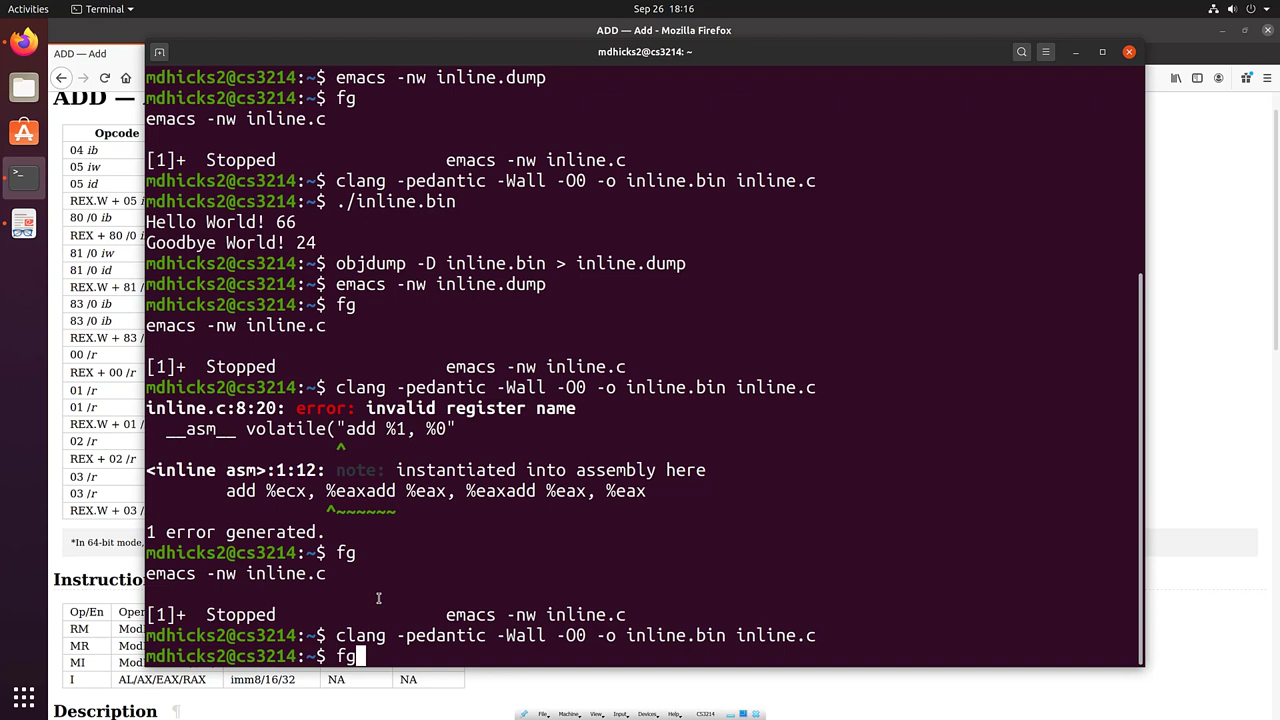 Activities
Terminal
Sep 26 18:16
ADD — Add - Mozilla Firefox
ADD — Add
mdhicks2@cs3214: ~
ADD —
Opcode
04 ib
05 iw
05 id
REX.W + 05 i
80 /0 ib
REX + 80 /0 i
81 /0 iw
81 /0 id
REX.W + 81 /
83 /0 ib
83 /0 ib
REX.W + 83 /
00 /r
REX + 00 /r
01 /r
01 /r
REX.W + 01 /
02 /r
REX + 02 /r
03 /r
03 /r
REX.W + 03 /
*In 64-bit mode,
Instructio
Op/En Oper
RM Mod
MR Mod
MI Mod
I AL/AX/EAX/RAX imm8/16/32 NA NA
Description ¶
mdhicks2@cs3214:~$ emacs -nw inline.dump
mdhicks2@cs3214:~$ fg
emacs -nw inline.c
[1]+  Stopped                 emacs -nw inline.c
mdhicks2@cs3214:~$ clang -pedantic -Wall -O0 -o inline.bin inline.c
mdhicks2@cs3214:~$ ./inline.bin
Hello World! 66
Goodbye World! 24
mdhicks2@cs3214:~$ objdump -D inline.bin > inline.dump
mdhicks2@cs3214:~$ emacs -nw inline.dump
mdhicks2@cs3214:~$ fg
emacs -nw inline.c
[1]+  Stopped                 emacs -nw inline.c
mdhicks2@cs3214:~$ clang -pedantic -Wall -O0 -o inline.bin inline.c
inline.c:8:20: error: invalid register name
__asm__ volatile("add %1, %0"
^
<inline asm>:1:12: note: instantiated into assembly here
add %ecx, %eaxadd %eax, %eaxadd %eax, %eax
^~~~~~~
1 error generated.
mdhicks2@cs3214:~$ fg
emacs -nw inline.c
[1]+  Stopped                 emacs -nw inline.c
mdhicks2@cs3214:~$ clang -pedantic -Wall -O0 -o inline.bin inline.c
mdhicks2@cs3214:~$ fg
File Machine View Input Devices Help CS3214